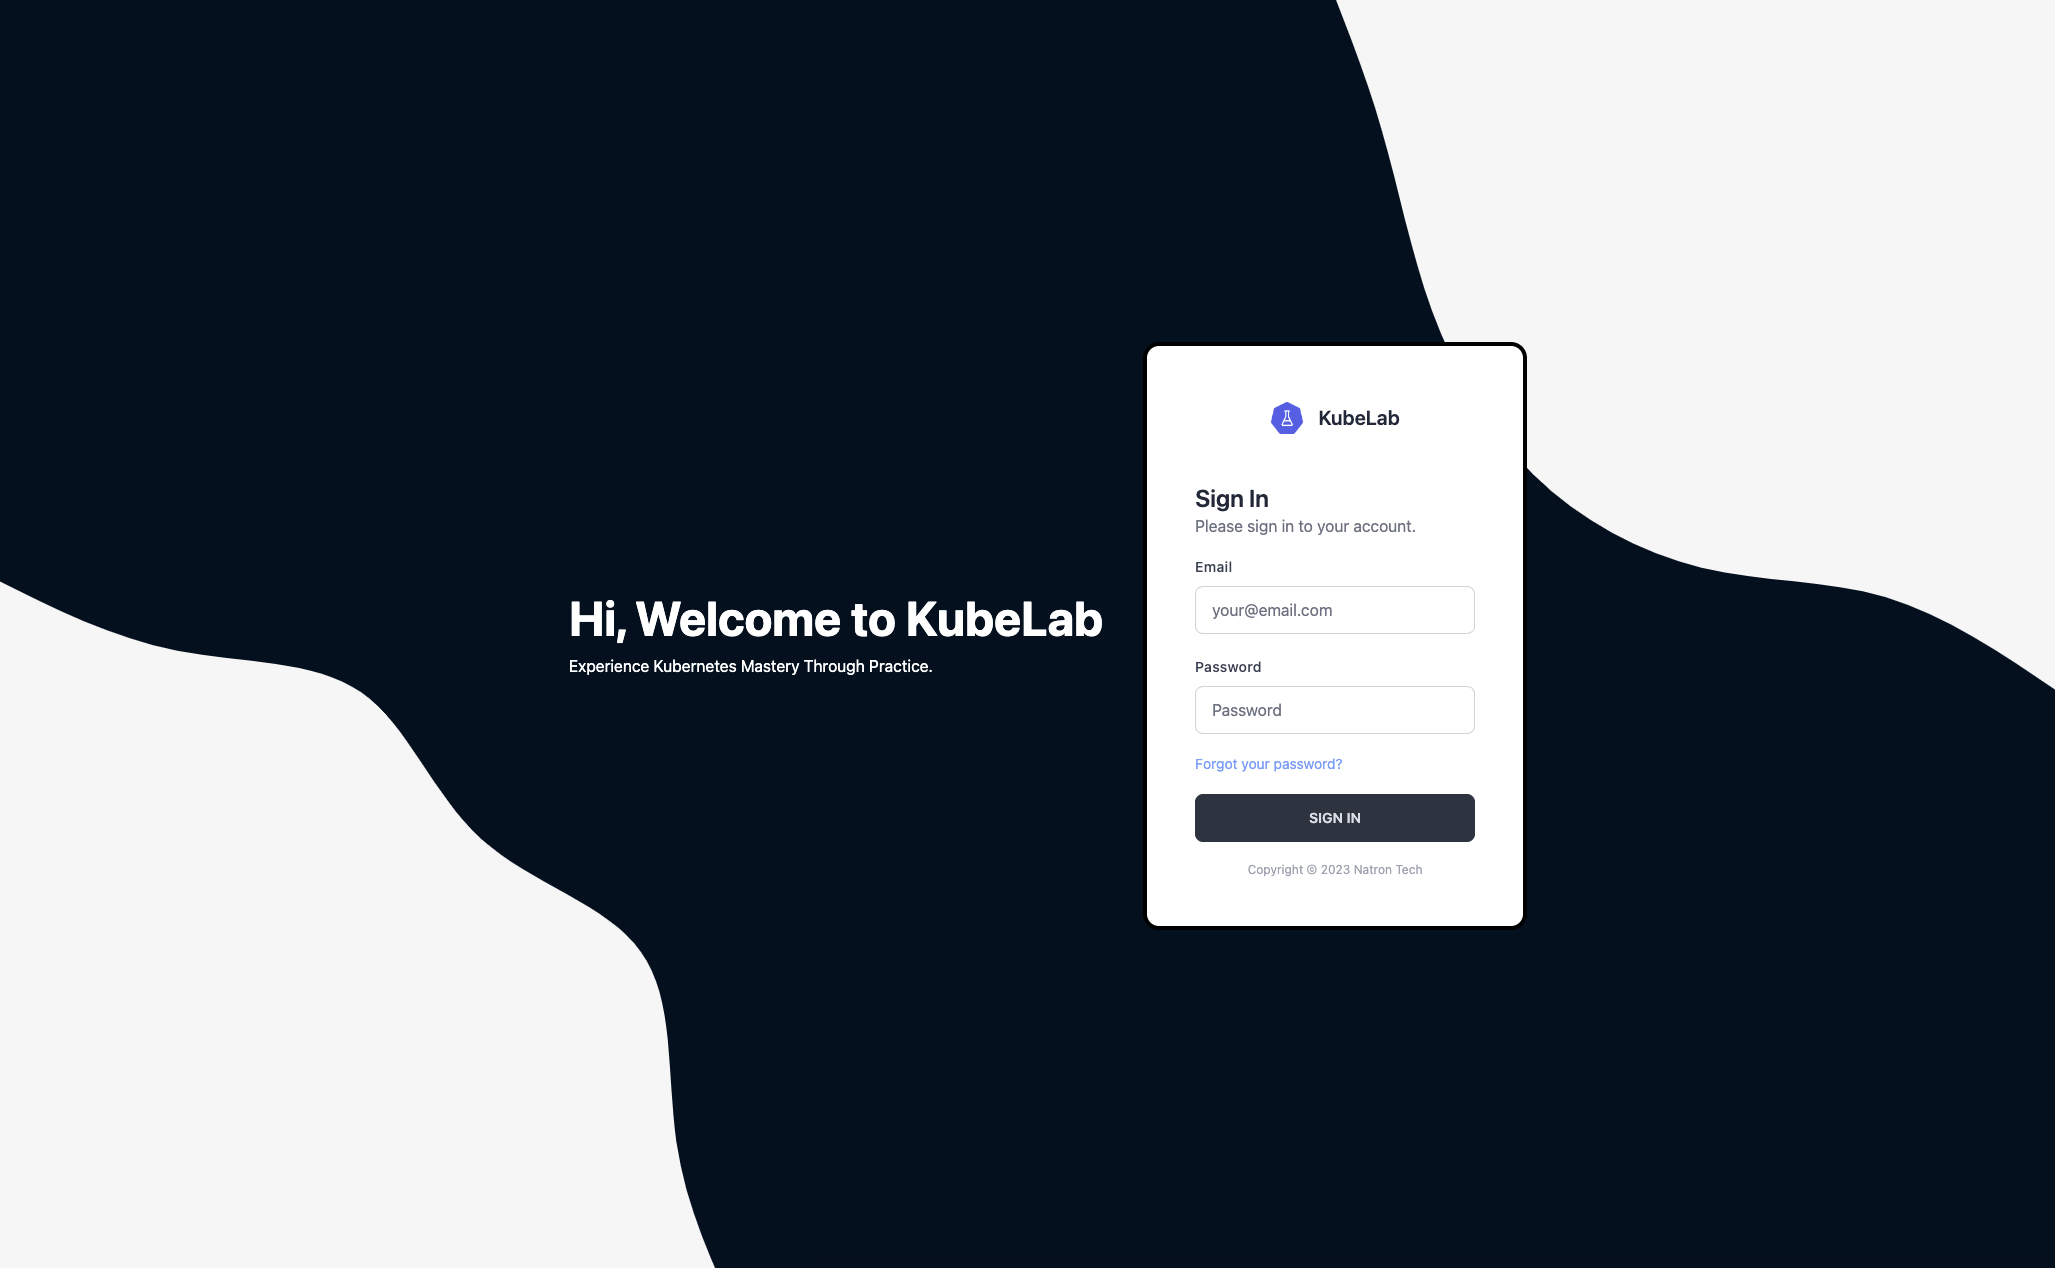 Hi, Welcome to KubeLab
Experience Kubernetes Mastery Through Practice.
KubeLab
Sign In
Please sign in to your account.
Email
your@email.com
Password
Password
Forgot your password?
SIGN IN
Copyright © 2023 Natron Tech